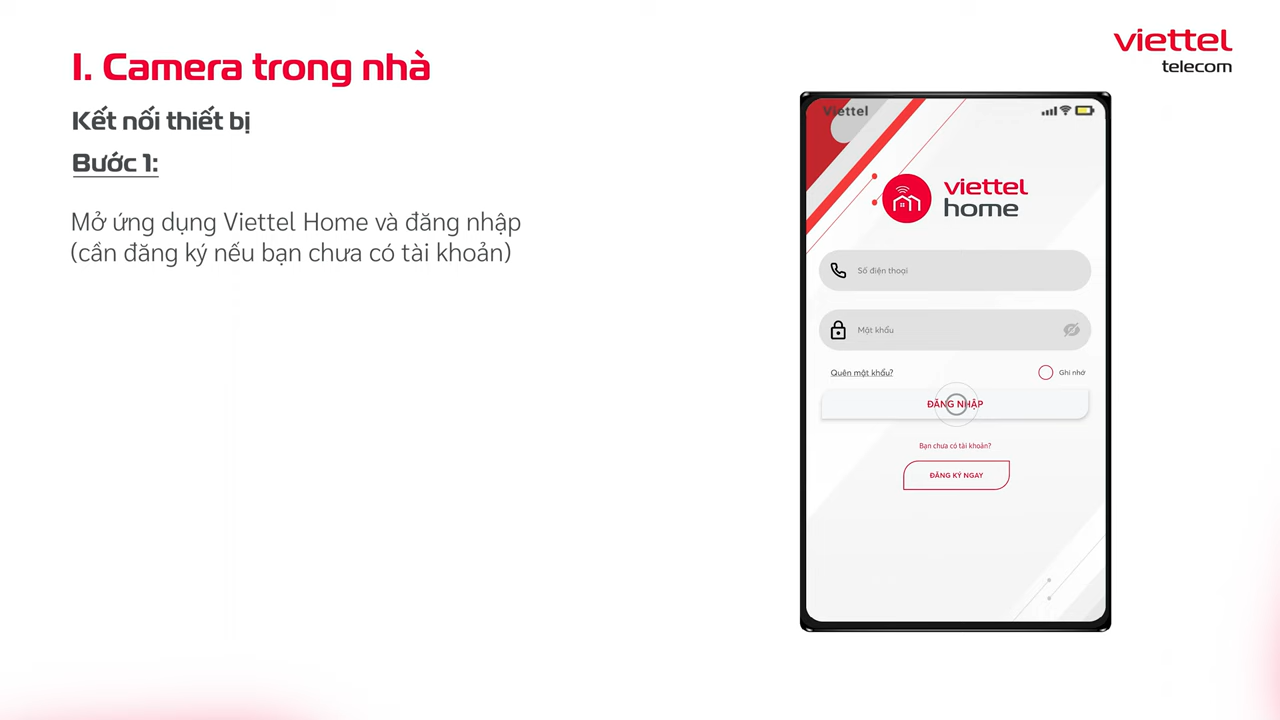 I. Camera trong nhà
viettel
telecom
Kết nối thiết bị
Bước 1:
Mở ứng dụng Viettel Home và đăng nhập
(cần đăng ký nếu bạn chưa có tài khoản)
Viettel
viettel
home
Số điện thoại
Mật khẩu
Quên mật khẩu?
Ghi nhớ
ĐĂNG NHẬP
Bạn chưa có tài khoản?
ĐĂNG KÝ NGAY